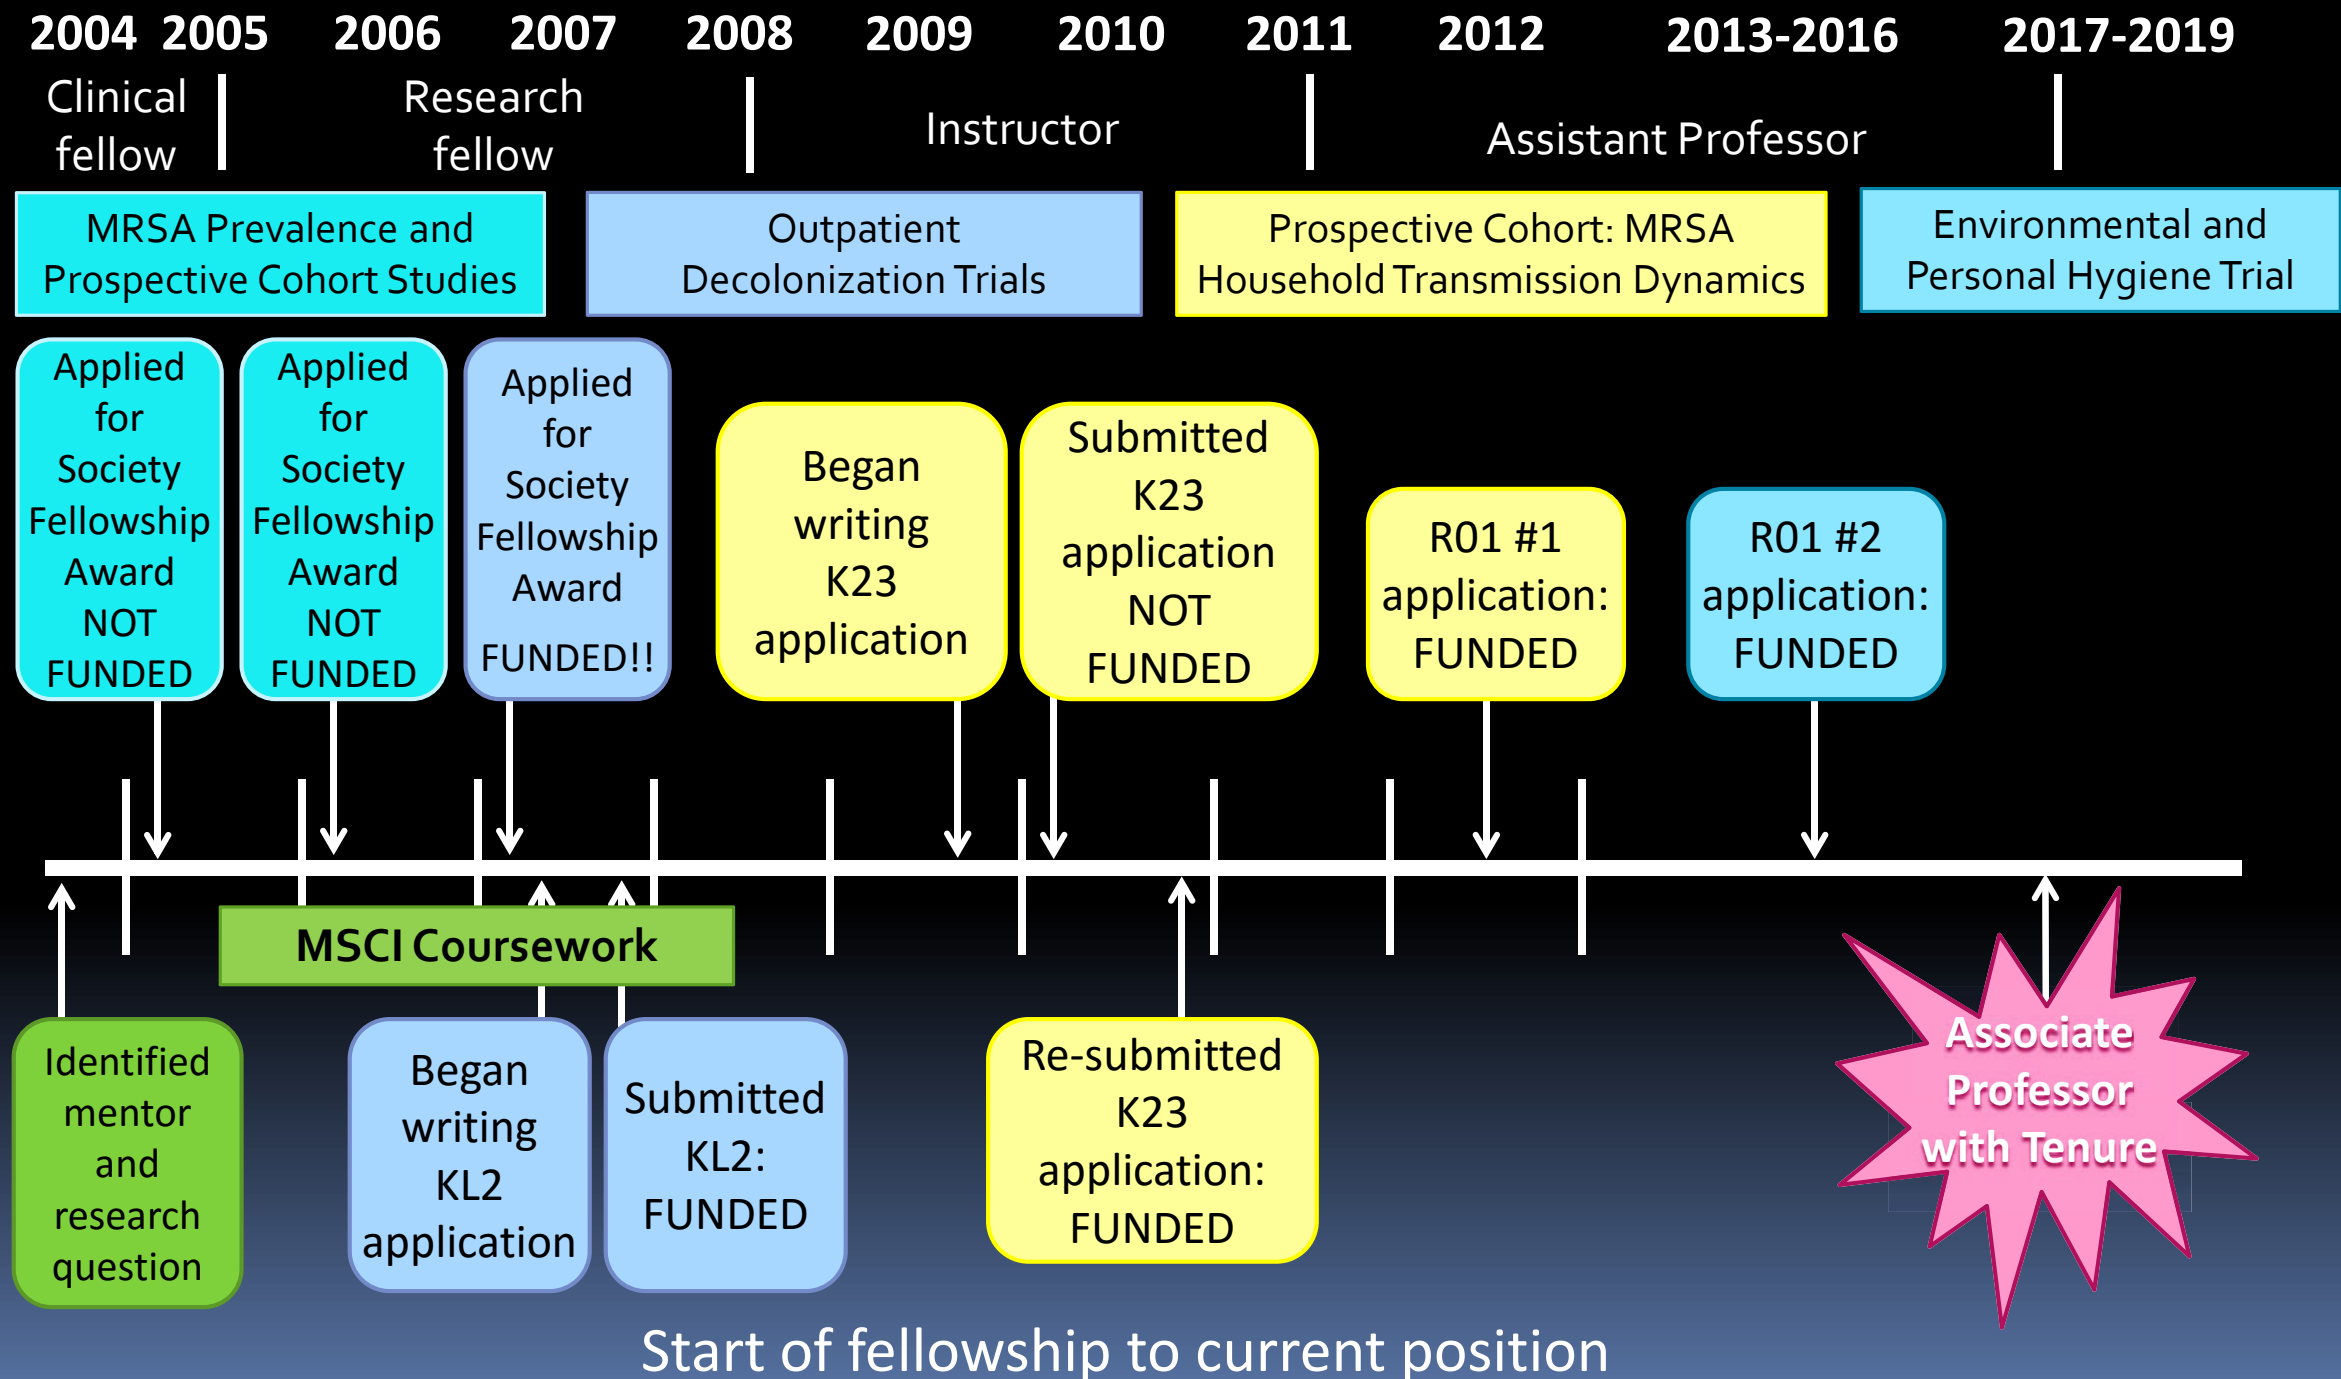 2004 2005 2006 2007 2008 2009 2010 2011 2012 2013-2016 2017-2019
Clinical
fellow
Research
fellow
Instructor
Assistant Professor
MRSA Prevalence and
Prospective Cohort Studies
Outpatient
Decolonization Trials
Prospective Cohort: MRSA
Household Transmission Dynamics
Environmental and
Personal Hygiene Trial
Applied
for
Society
Fellowship
Award
NOT
FUNDED
Applied
for
Society
Fellowship
Award
NOT
FUNDED
Applied
for
Society
Fellowship
Award
FUNDED!!
Began
writing
K23
application
Submitted
K23
application
NOT
FUNDED
R01 #1
application:
FUNDED
R01 #2
application:
FUNDED
MSCI Coursework
Identified
mentor
and
research
question
Began
writing
KL2
application
Submitted
KL2:
FUNDED
Re-submitted
K23
application:
FUNDED
Associate
Professor
with Tenure
Start of fellowship to current position